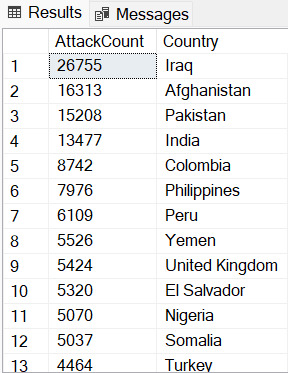 Results Messages
AttackCount Country
1 26755 Iraq
2 16313 Afghanistan
3 15208 Pakistan
4 13477 India
5 8742 Colombia
6 7976 Philippines
7 6109 Peru
8 5526 Yemen
9 5424 United Kingdom
10 5320 El Salvador
11 5070 Nigeria
12 5037 Somalia
13 4464 Turkey